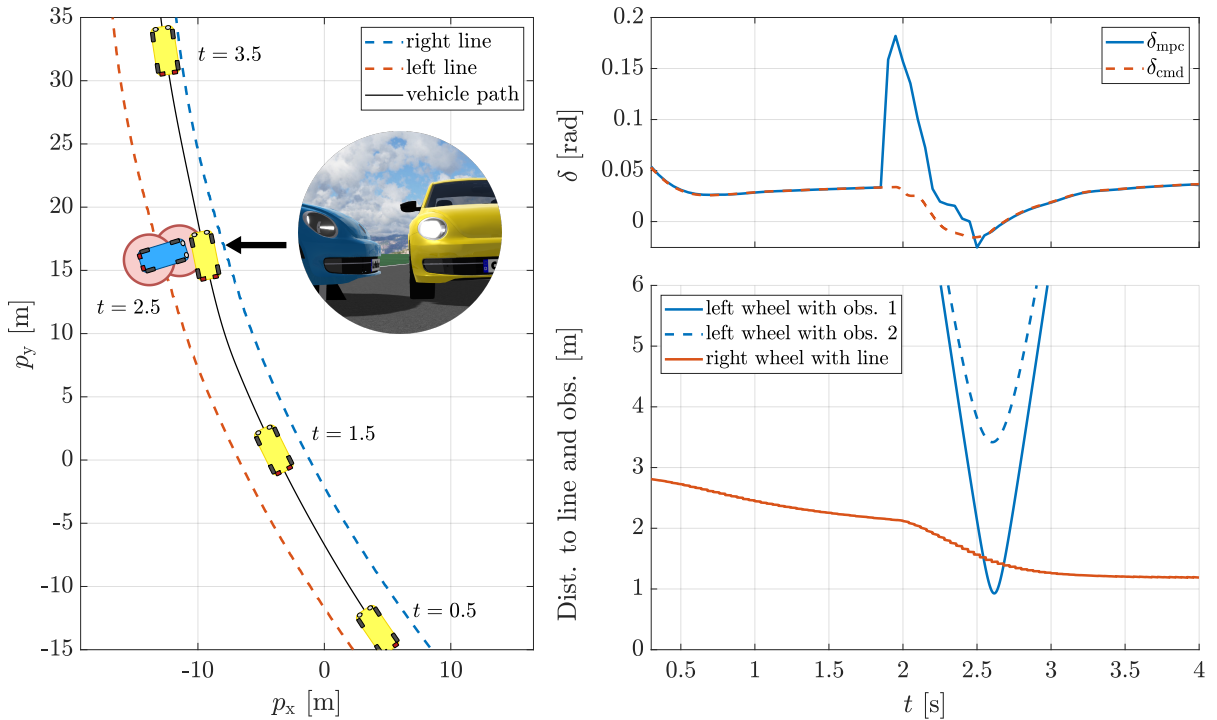 35
30
25
20
15
10
5
0
-5
-10
-15
-10
0
10
p_y [m]
p_x [m]
right line
left line
vehicle path
t = 3.5
t = 2.5
t = 1.5
t = 0.5
0.2
0.15
0.1
0.05
0
δ [rad]
δ_mpc
δ_cmd
6
5
4
3
2
1
0
Dist. to line and obs. [m]
left wheel with obs. 1
left wheel with obs. 2
right wheel with line
0.5
1
1.5
2
2.5
3
3.5
4
t [s]